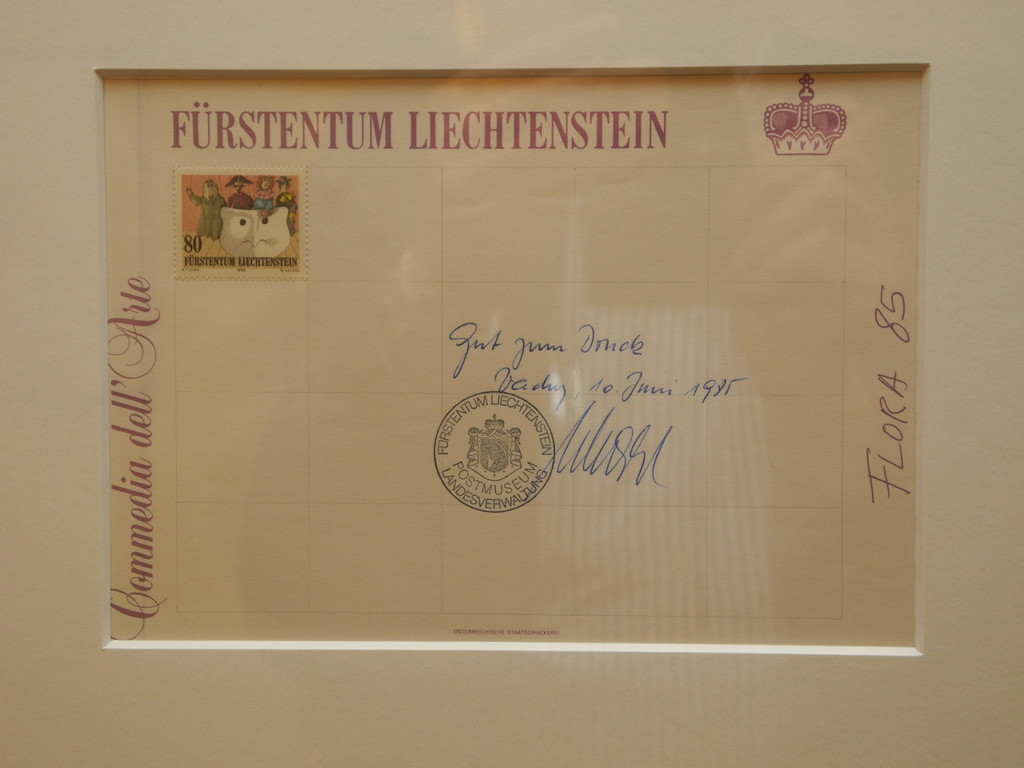 FÜRSTENTUM LIECHTENSTEIN
80
FÜRSTENTUM LIECHTENSTEIN
Commedia dell'Arte
Gut zum Druck
Vaduz, 10. Juni 1985
FÜRSTENTUM LIECHTENSTEIN
POSTMUSEUM
LANDESVERWALTUNG
FLORA 85
ÖSTERREICHISCHE STAATSDRUCKEREI